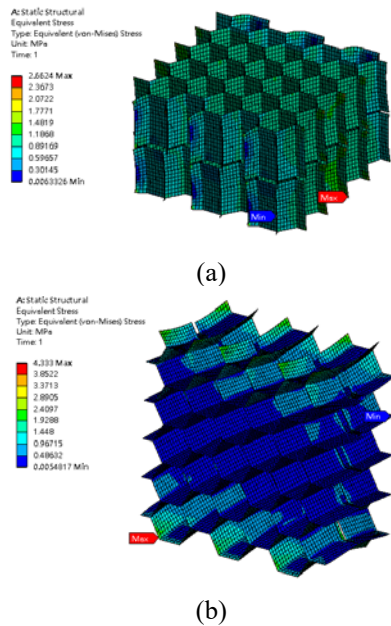 A: Static Structural
Equivalent Stress
Type: Equivalent (von-Mises) Stress
Unit: MPa
Time: 1
2.6624 Max
2.3673
2.0722
1.7771
1.4819
1.1868
0.89169
0.59657
0.30145
0.0063326 Min
Min
Max
(a)
A: Static Structural
Equivalent Stress
Type: Equivalent (von-Mises) Stress
Unit: MPa
Time: 1
4.333 Max
3.8522
3.3713
2.8905
2.4097
1.9288
1.448
0.96715
0.48632
0.0054817 Min
Min
Max
(b)